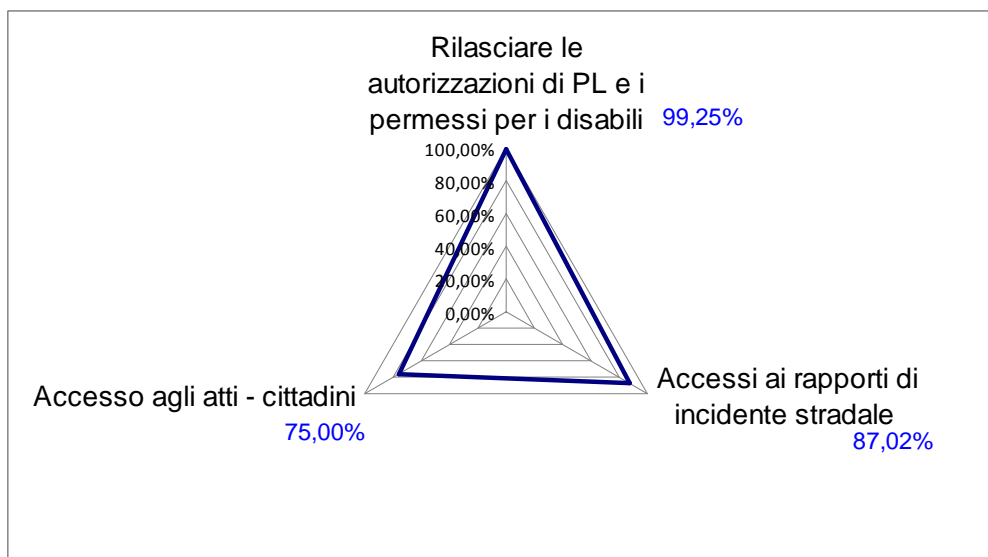 Rilasciare le
autorizzazioni di PL e i
permessi per i disabili
99,25%
100,00%
80,00%
60,00%
40,00%
20,00%
0,00%
Accesso agli atti - cittadini
75,00%
Accessi ai rapporti di
incidente stradale
87,02%